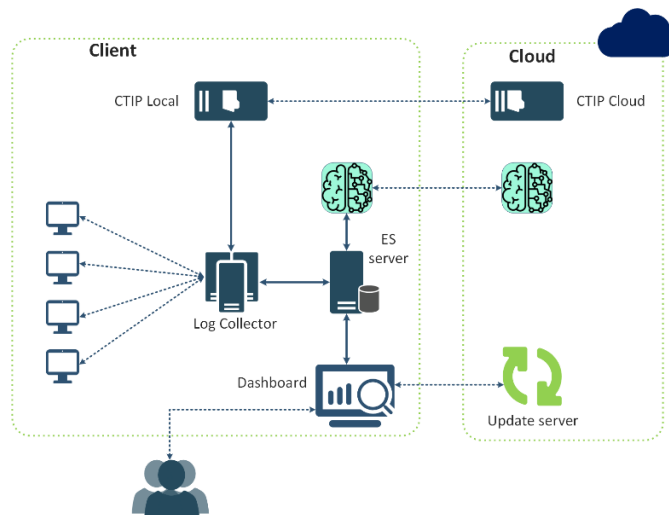 Client
Cloud
CTIP Local
CTIP Cloud
ES
server
Log Collector
Dashboard
Update server